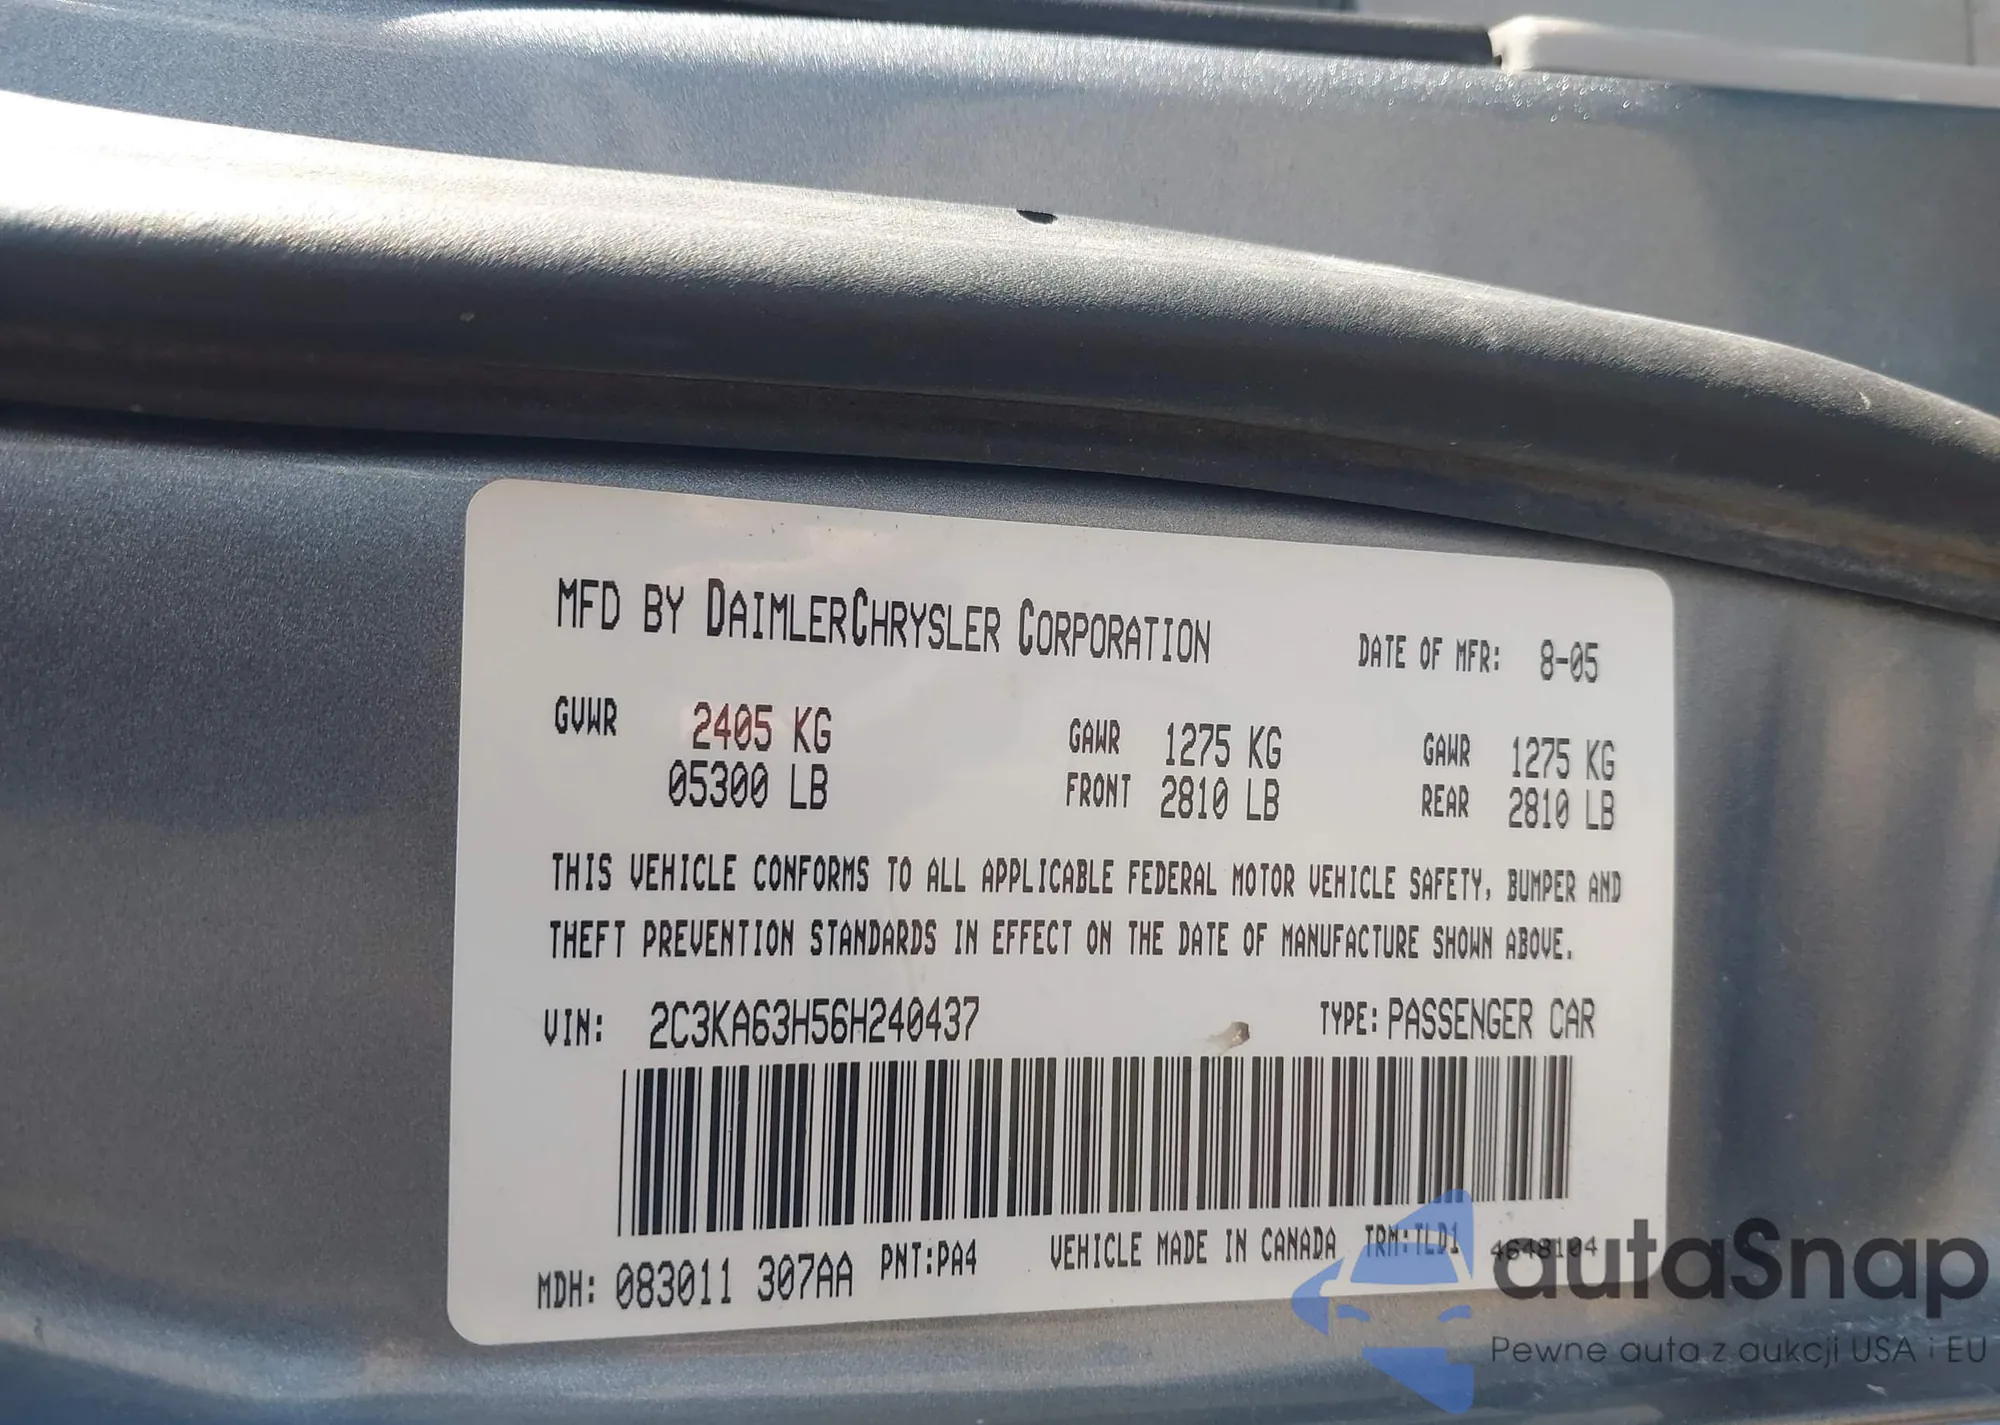 MFD BY DAIMLERCHRYSLER CORPORATION DATE OF MFR: 8-05
GVWR 2405 KG GAWR 1275 KG GAWR 1275 KG
05300 LB FRONT 2810 LB REAR 2810 LB
THIS VEHICLE CONFORMS TO ALL APPLICABLE FEDERAL MOTOR VEHICLE SAFETY, BUMPER AND
THEFT PREVENTION STANDARDS IN EFFECT ON THE DATE OF MANUFACTURE SHOWN ABOVE.
VIN: 2C3KA63H56H240437 TYPE: PASSENGER CAR
MDH: 083011 307AA PNT:PA4 VEHICLE MADE IN CANADA TRM:TLD1 4648104
autaSnap
Pewne auta z aukcji USA i EU